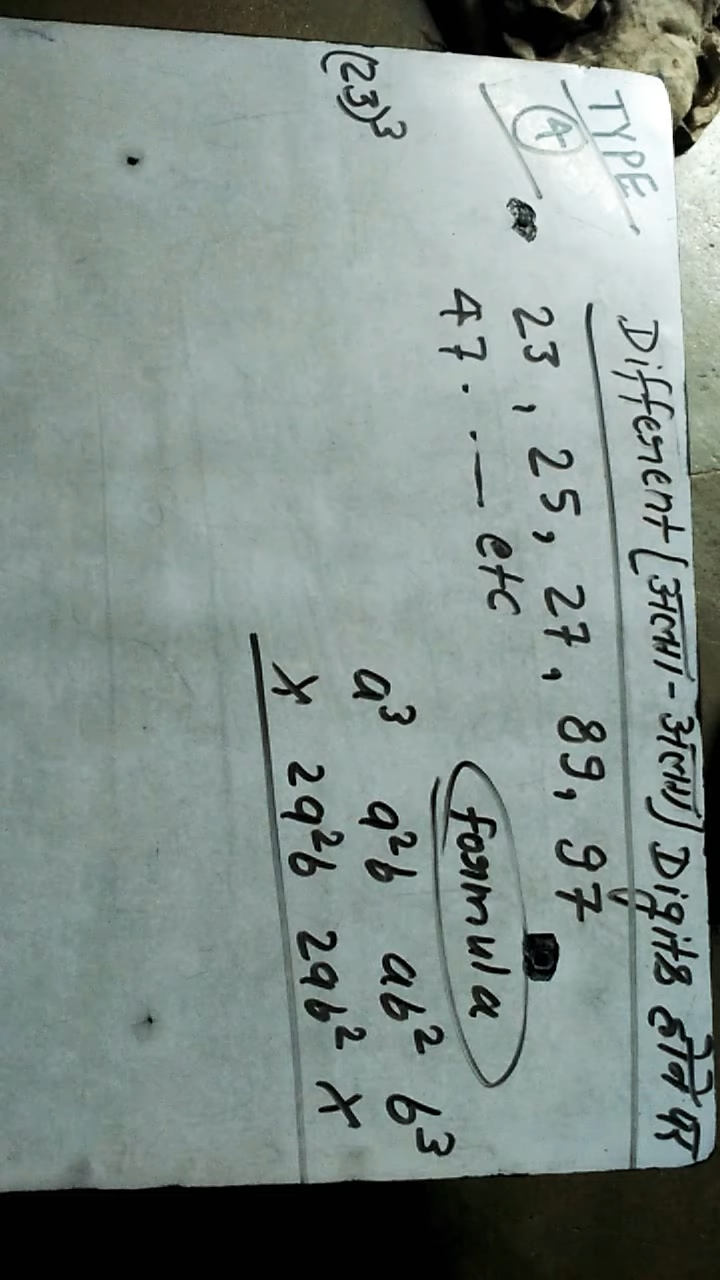 TYPE
4
Different (अलग-अलग) Digits होने पर
23, 25, 27, 89, 97
47 . . — etc
formula
(23)³
a³ a²b ab² b³
x 2a²b 2ab² x